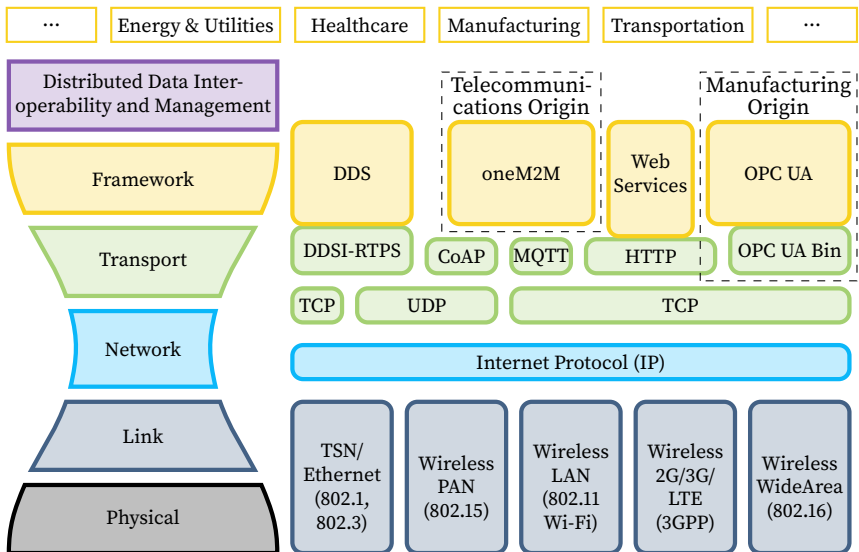 ...
Energy & Utilities
Healthcare
Manufacturing
Transportation
...
Distributed Data Inter-
operability and Management
Telecommuni-
cations Origin
Manufacturing
Origin
Framework
DDS
oneM2M
Web
Services
OPC UA
Transport
DDSI-RTPS
CoAP
MQTT
HTTP
OPC UA Bin
TCP
UDP
TCP
Network
Internet Protocol (IP)
Link
Physical
TSN/
Ethernet
(802.1,
802.3)
Wireless
PAN
(802.15)
Wireless
LAN
(802.11
Wi-Fi)
Wireless
2G/3G/
LTE
(3GPP)
Wireless
WideArea
(802.16)